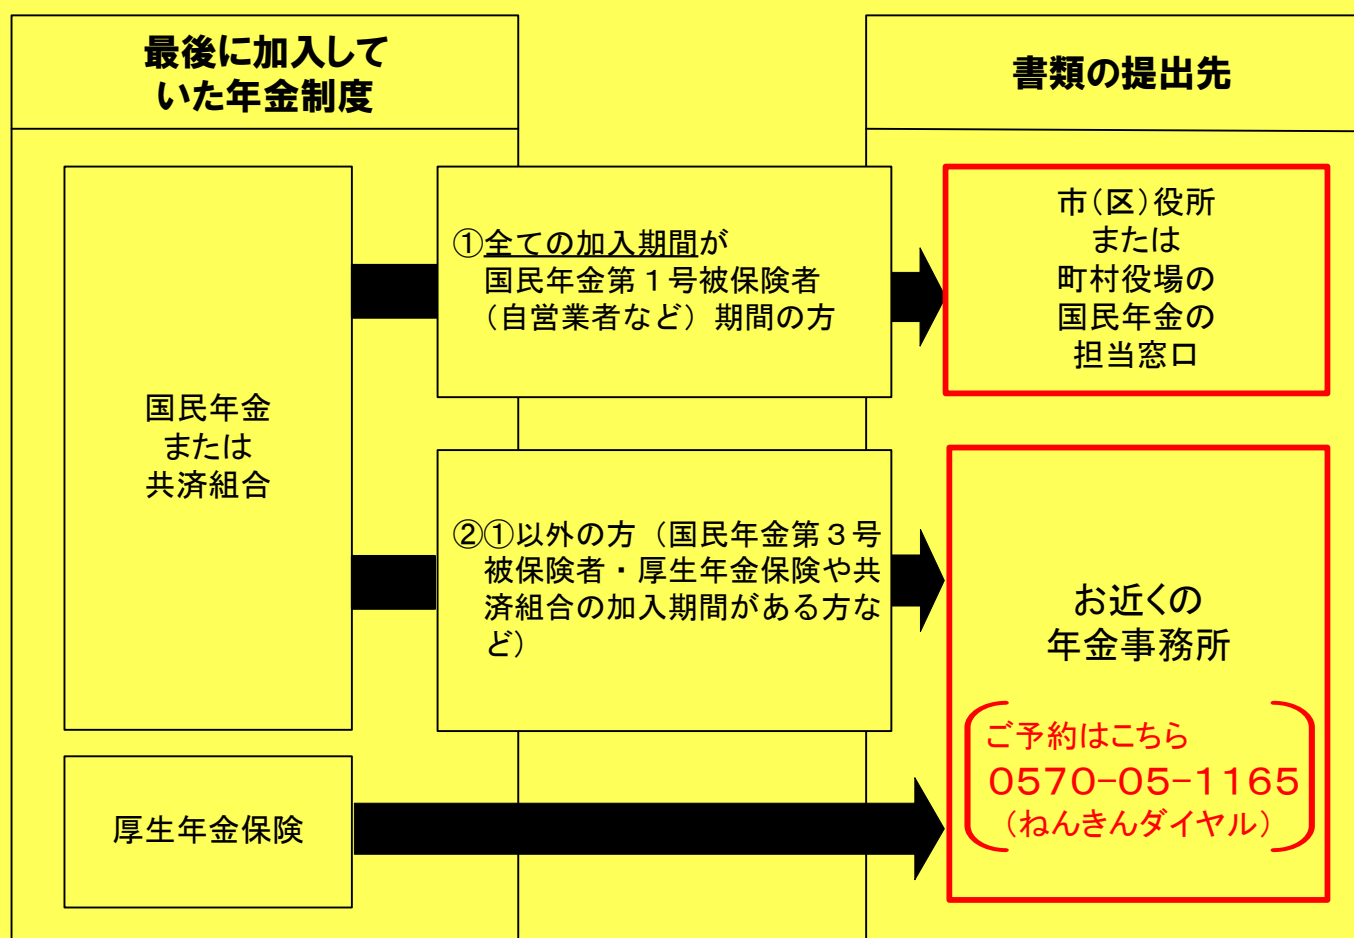 最後に加入して
いた年金制度
書類の提出先
国民年金
または
共済組合
①全ての加入期間が
国民年金第1号被保険者
(自営業者など)期間の方
市(区)役所
または
町村役場の
国民年金の
担当窓口
②①以外の方(国民年金第3号
被保険者・厚生年金保険や共
済組合の加入期間がある方な
ど)
お近くの
年金事務所
ご予約はこちら
0570-05-1165
(ねんきんダイヤル)
厚生年金保険